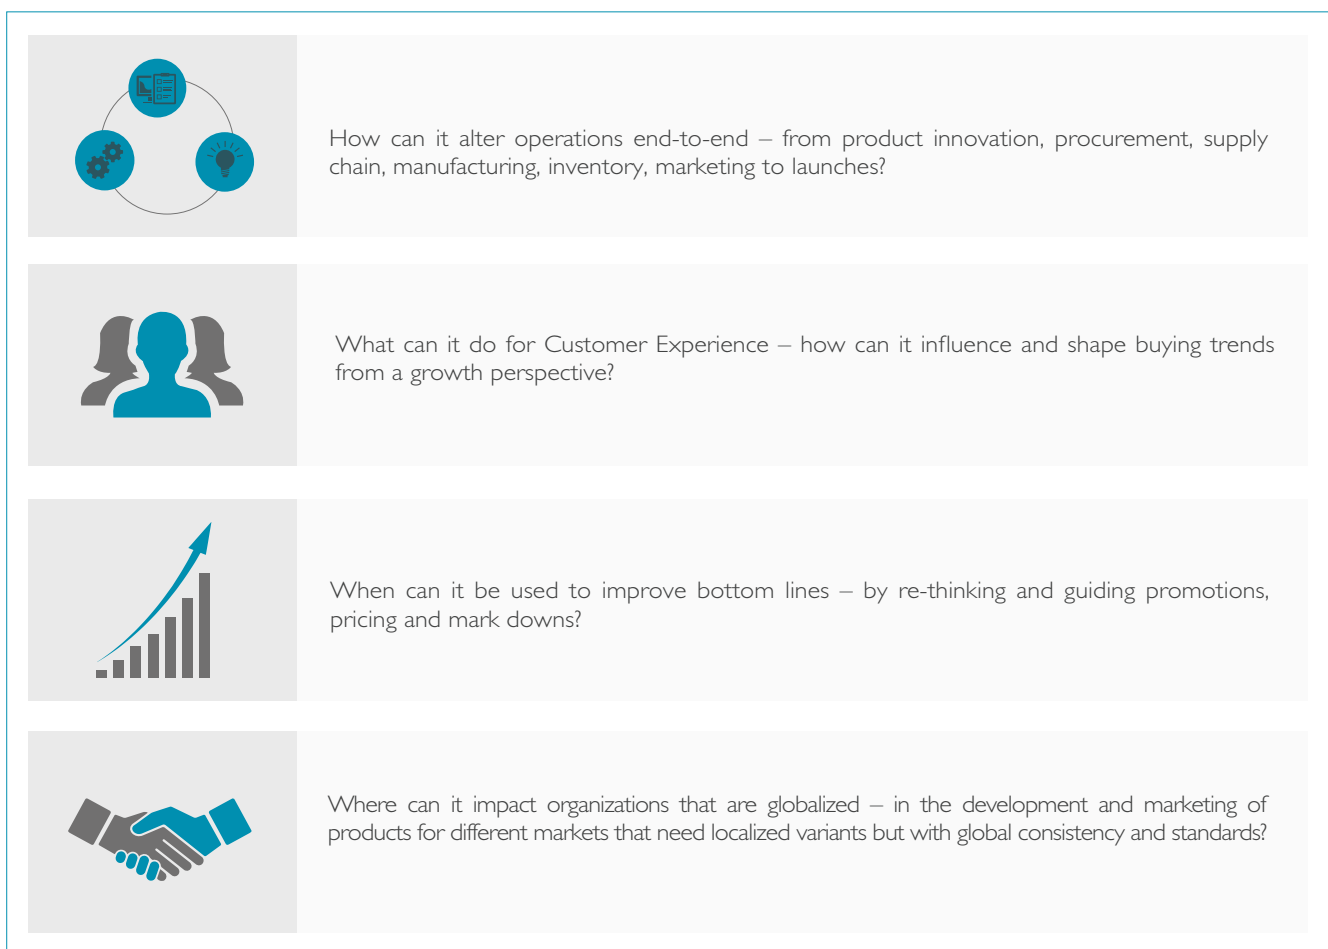 How can it alter operations end-to-end – from product innovation, procurement, supply
chain, manufacturing, inventory, marketing to launches?
What can it do for Customer Experience – how can it influence and shape buying trends
from a growth perspective?
When can it be used to improve bottom lines – by re-thinking and guiding promotions,
pricing and mark downs?
Where can it impact organizations that are globalized – in the development and marketing of
products for different markets that need localized variants but with global consistency and standards?